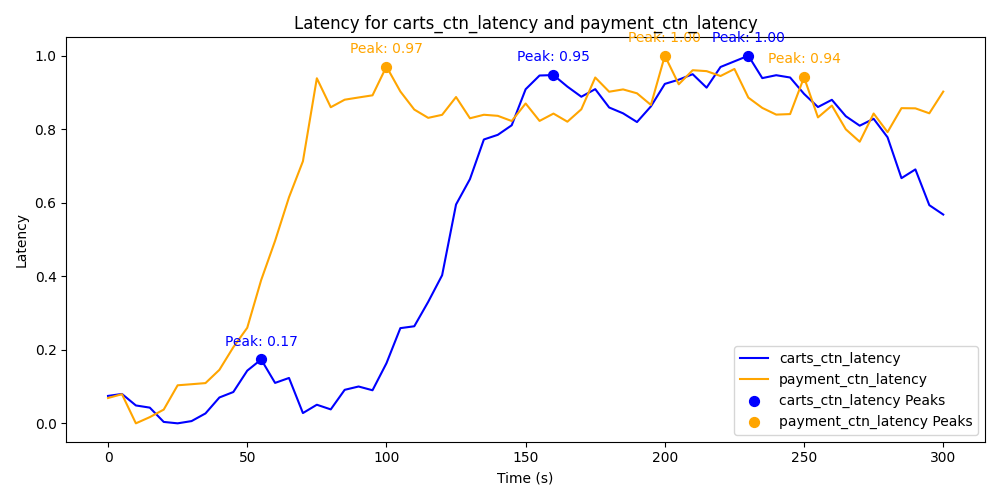 Latency for carts_ctn_latency and payment_ctn_latency
Peak: 0.97
Peak: 0.95
Peak: 1.00
Peak: 1.00
Peak: 0.94
Peak: 0.17
Latency
1.0
0.8
0.6
0.4
0.2
0.0
0
50
100
150
200
250
300
Time (s)
carts_ctn_latency
payment_ctn_latency
carts_ctn_latency Peaks
payment_ctn_latency Peaks